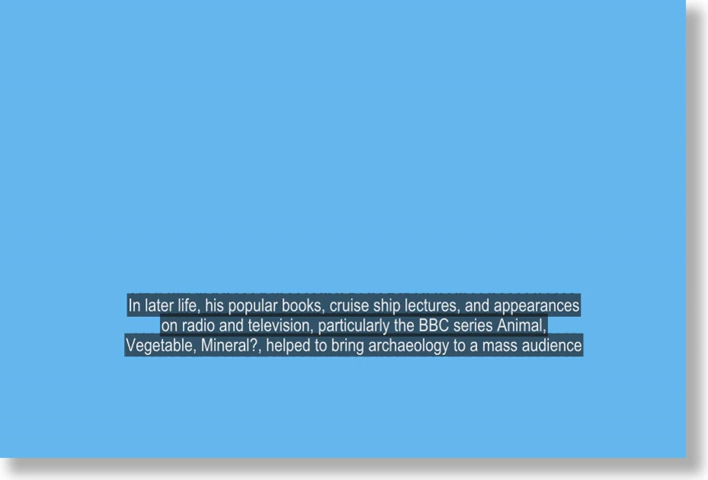 In later life, his popular books, cruise ship lectures, and appearances
on radio and television, particularly the BBC series Animal,
Vegetable, Mineral?, helped to bring archaeology to a mass audience